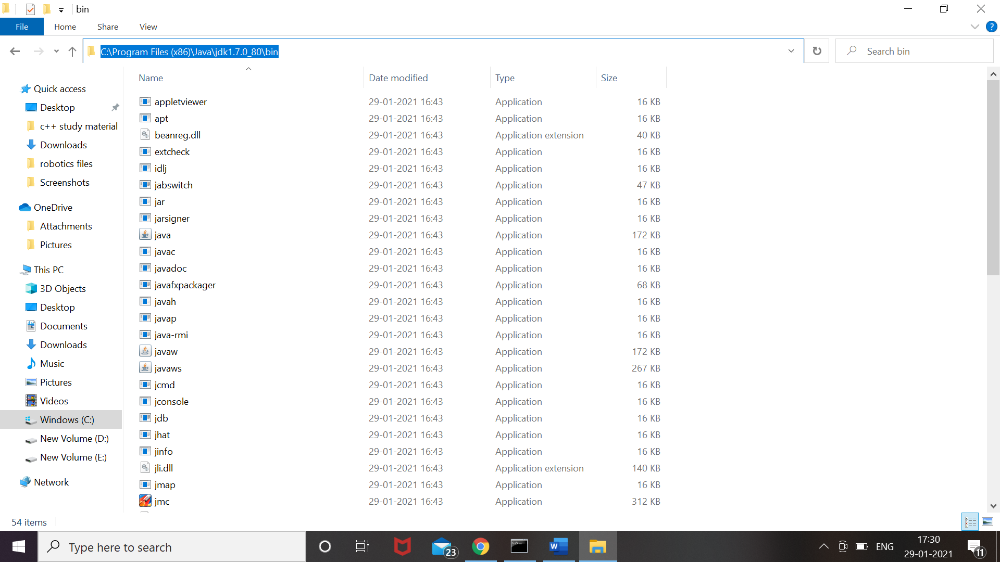 bin
File Home Share View
C:\Program Files (x86)\Java\jdk1.7.0_80\bin
Search bin
Name Date modified Type Size
Quick access
Desktop
c++ study material
Downloads
robotics files
Screenshots
OneDrive
Attachments
Pictures
This PC
3D Objects
Desktop
Documents
Downloads
Music
Pictures
Videos
Windows (C:)
New Volume (D:)
New Volume (E:)
Network
appletviewer 29-01-2021 16:43 Application 16 KB
apt 29-01-2021 16:43 Application 16 KB
beanreg.dll 29-01-2021 16:43 Application extension 40 KB
extcheck 29-01-2021 16:43 Application 16 KB
idlj 29-01-2021 16:43 Application 16 KB
jabswitch 29-01-2021 16:43 Application 47 KB
jar 29-01-2021 16:43 Application 16 KB
jarsigner 29-01-2021 16:43 Application 16 KB
java 29-01-2021 16:43 Application 172 KB
javac 29-01-2021 16:43 Application 16 KB
javadoc 29-01-2021 16:43 Application 16 KB
javafxpackager 29-01-2021 16:43 Application 68 KB
javah 29-01-2021 16:43 Application 16 KB
javap 29-01-2021 16:43 Application 16 KB
java-rmi 29-01-2021 16:43 Application 16 KB
javaw 29-01-2021 16:43 Application 172 KB
javaws 29-01-2021 16:43 Application 267 KB
jcmd 29-01-2021 16:43 Application 16 KB
jconsole 29-01-2021 16:43 Application 16 KB
jdb 29-01-2021 16:43 Application 16 KB
jhat 29-01-2021 16:43 Application 16 KB
jinfo 29-01-2021 16:43 Application 16 KB
jli.dll 29-01-2021 16:43 Application extension 140 KB
jmap 29-01-2021 16:43 Application 16 KB
jmc 29-01-2021 16:43 Application 312 KB
54 items
Type here to search
23
W
ENG
17:30
29-01-2021
11